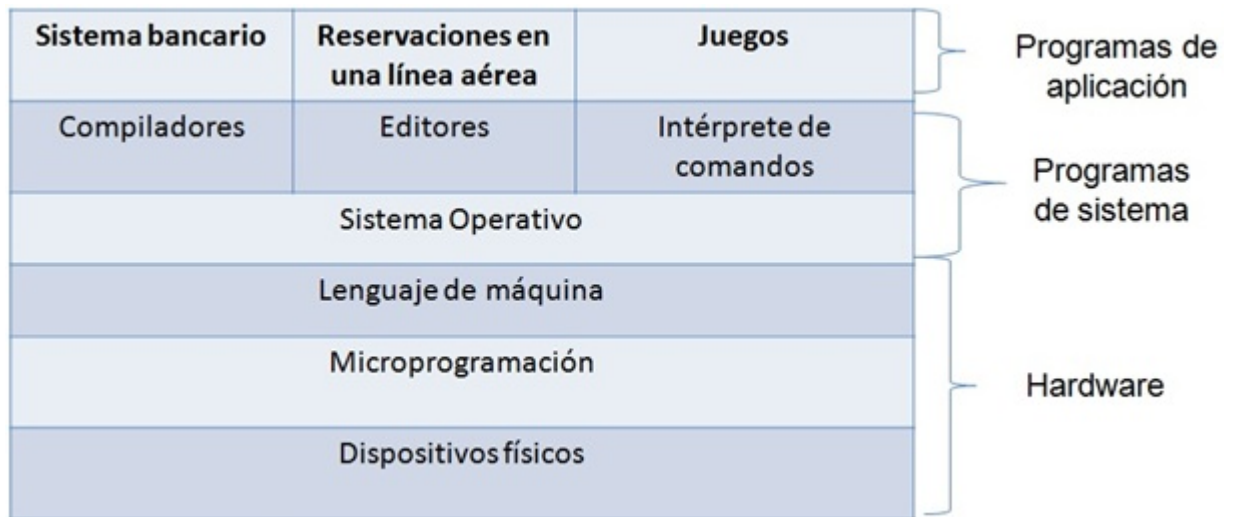 Sistema bancario
Reservaciones en
una línea aérea
Juegos
Programas de
aplicación
Compiladores
Editores
Intérprete de
comandos
Programas
de sistema
Sistema Operativo
Lenguaje de máquina
Microprogramación
Hardware
Dispositivos físicos